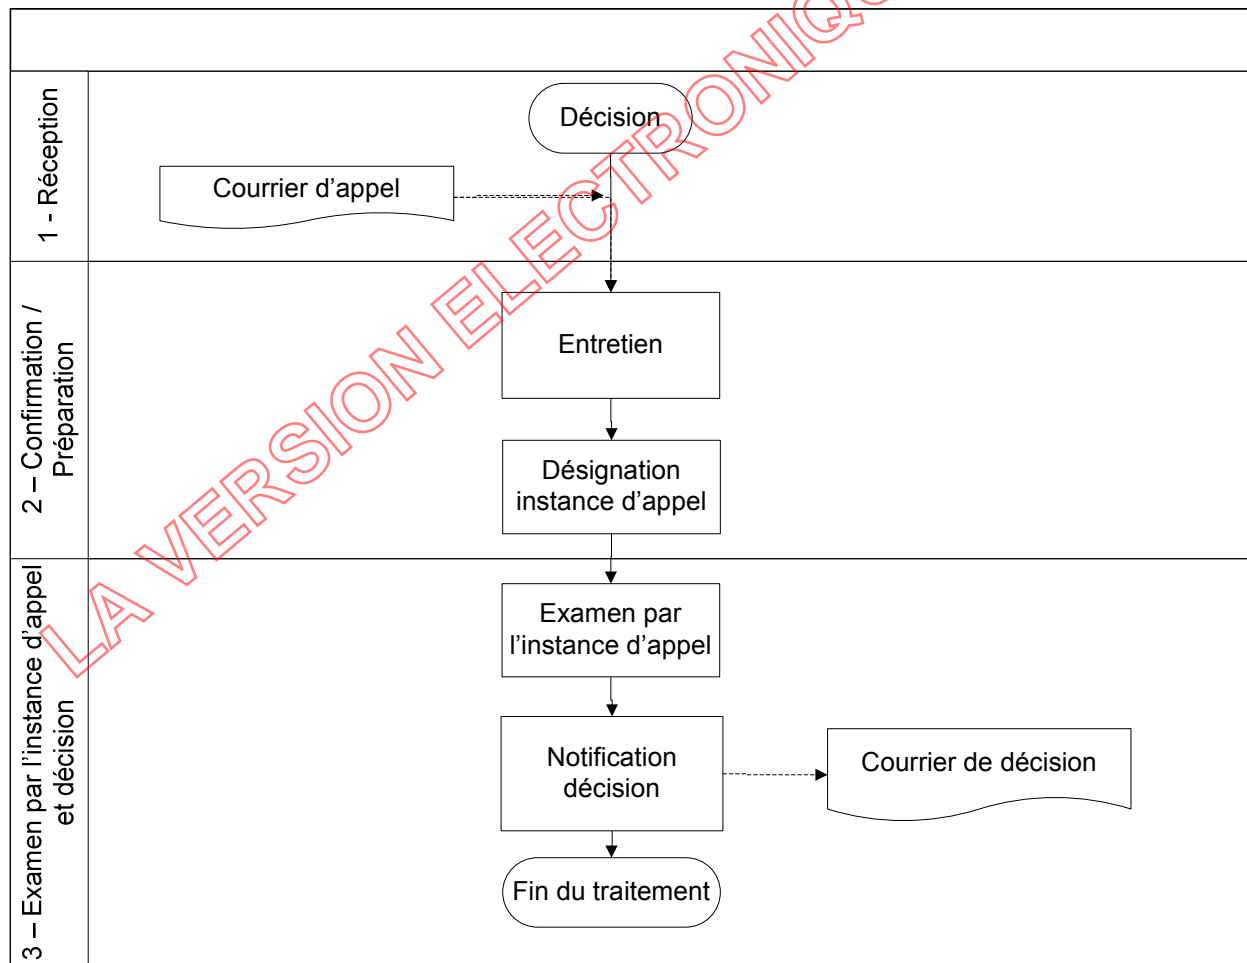 1 - Réception
Décision
Courrier d’appel
2 – Confirmation /
Préparation
Entretien
Désignation
instance d’appel
3 – Examen par l’instance d’appel
et décision
Examen par
l’instance d’appel
Notification
décision
Courrier de décision
Fin du traitement
LA VERSION ELECTRONIQU